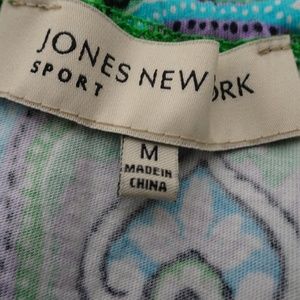 JONES NEW ORK
SPORT
M
MADE IN
CHINA